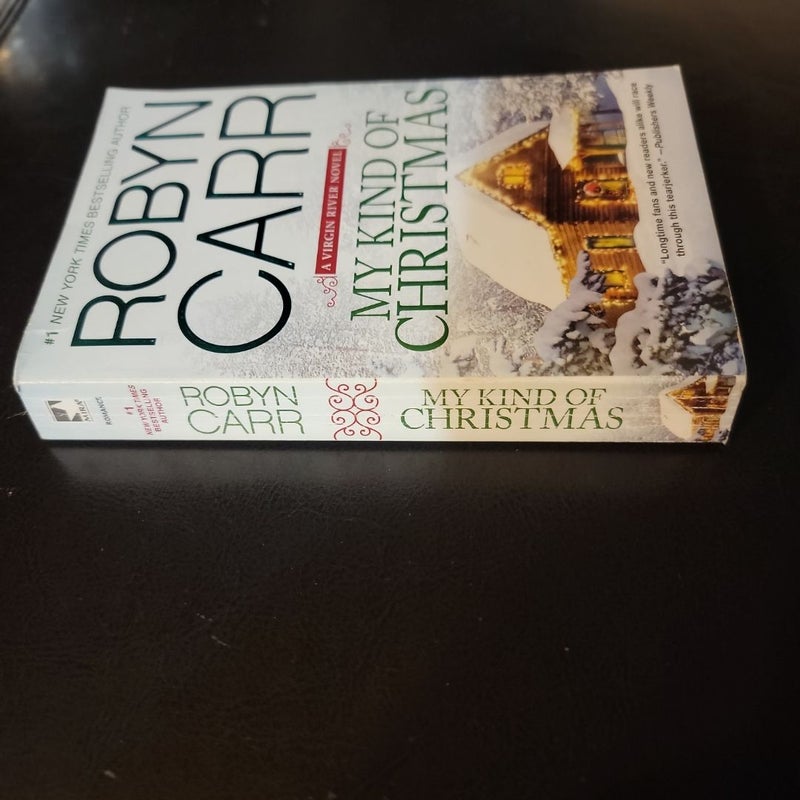 #1 NEW YORK TIMES BESTSELLING AUTHOR
ROBYN
CARR
A VIRGIN RIVER NOVEL
MY KIND OF
CHRISTMAS
"Longtime fans and new readers alike will race
through this tearjerker." —Publishers Weekly
MIRA
ROMANCE
#1
NEW YORK TIMES
BESTSELLING
AUTHOR
ROBYN
CARR
MY KIND OF
CHRISTMAS